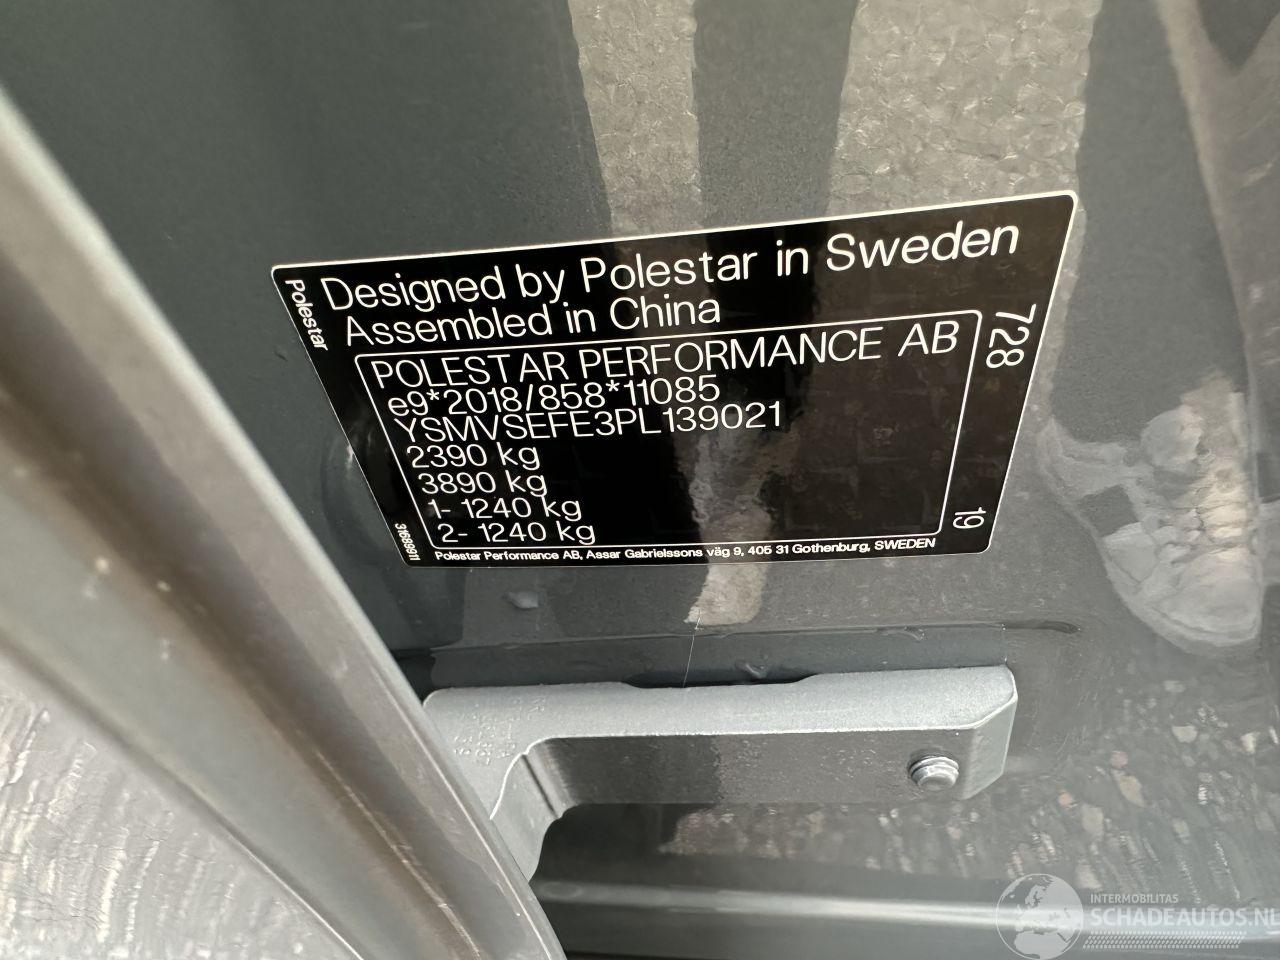 Polestar
Designed by Polestar in Sweden
Assembled in China
POLESTAR PERFORMANCE AB
e9*2018/858*11085
YSMVSEFE3PL139021
2390 kg
3890 kg
1- 1240 kg
2- 1240 kg
728
19
31689911
Polestar Performance AB, Assar Gabrielssons väg 9, 405 31 Gothenburg, SWEDEN
INTERMOBILITAS
SCHADEAUTOS.NL